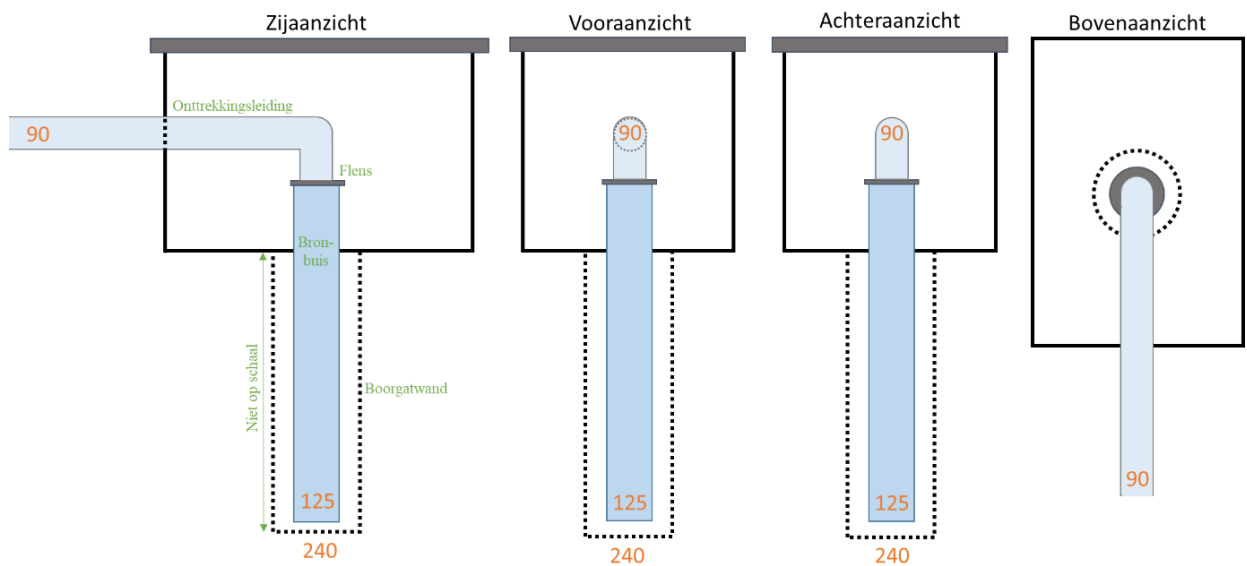 Zijaanzicht
Vooraanzicht
Achteraanzicht
Bovenaanzicht
Onttrekkingsleiding
90
90
90
Flens
Bron-
buis
Niet op schaal
Boorgatwand
90
125
125
125
240
240
240